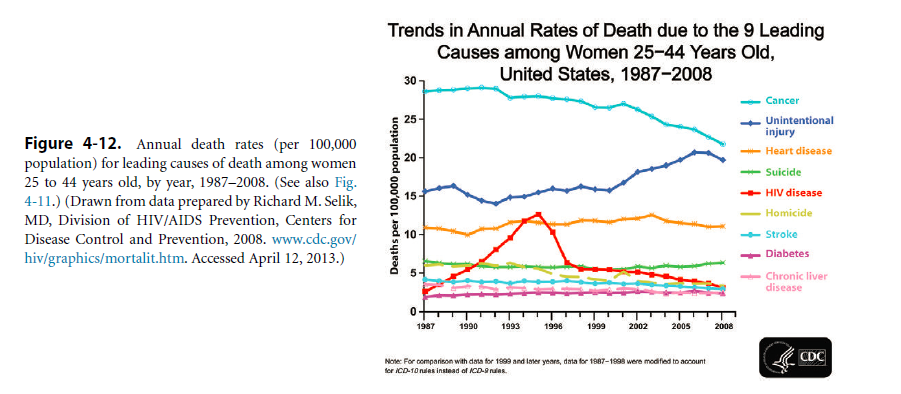 Figure 4-12. Annual death rates (per 100,000
population) for leading causes of death among women
25 to 44 years old, by year, 1987–2008. (See also Fig.
4-11.) (Drawn from data prepared by Richard M. Selik,
MD, Division of HIV/AIDS Prevention, Centers for
Disease Control and Prevention, 2008. www.cdc.gov/
hiv/graphics/mortalit.htm. Accessed April 12, 2013.)
Trends in Annual Rates of Death due to the 9 Leading
Causes among Women 25−44 Years Old,
United States, 1987−2008
Deaths per 100,000 population
30
25
20
15
10
5
0
1987
1990
1993
1996
1999
2002
2005
2008
Cancer
Unintentional
injury
Heart disease
Suicide
HIV disease
Homicide
Stroke
Diabetes
Chronic liver
disease
Note: For comparison with data for 1999 and later years, data for 1987–1998 were modified to account
for ICD-10 rules instead of ICD-9 rules.
CDC